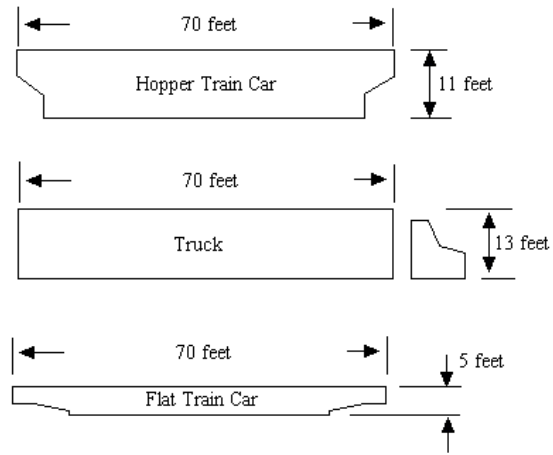 70 feet
Hopper Train Car
11 feet
70 feet
Truck
13 feet
70 feet
5 feet
Flat Train Car